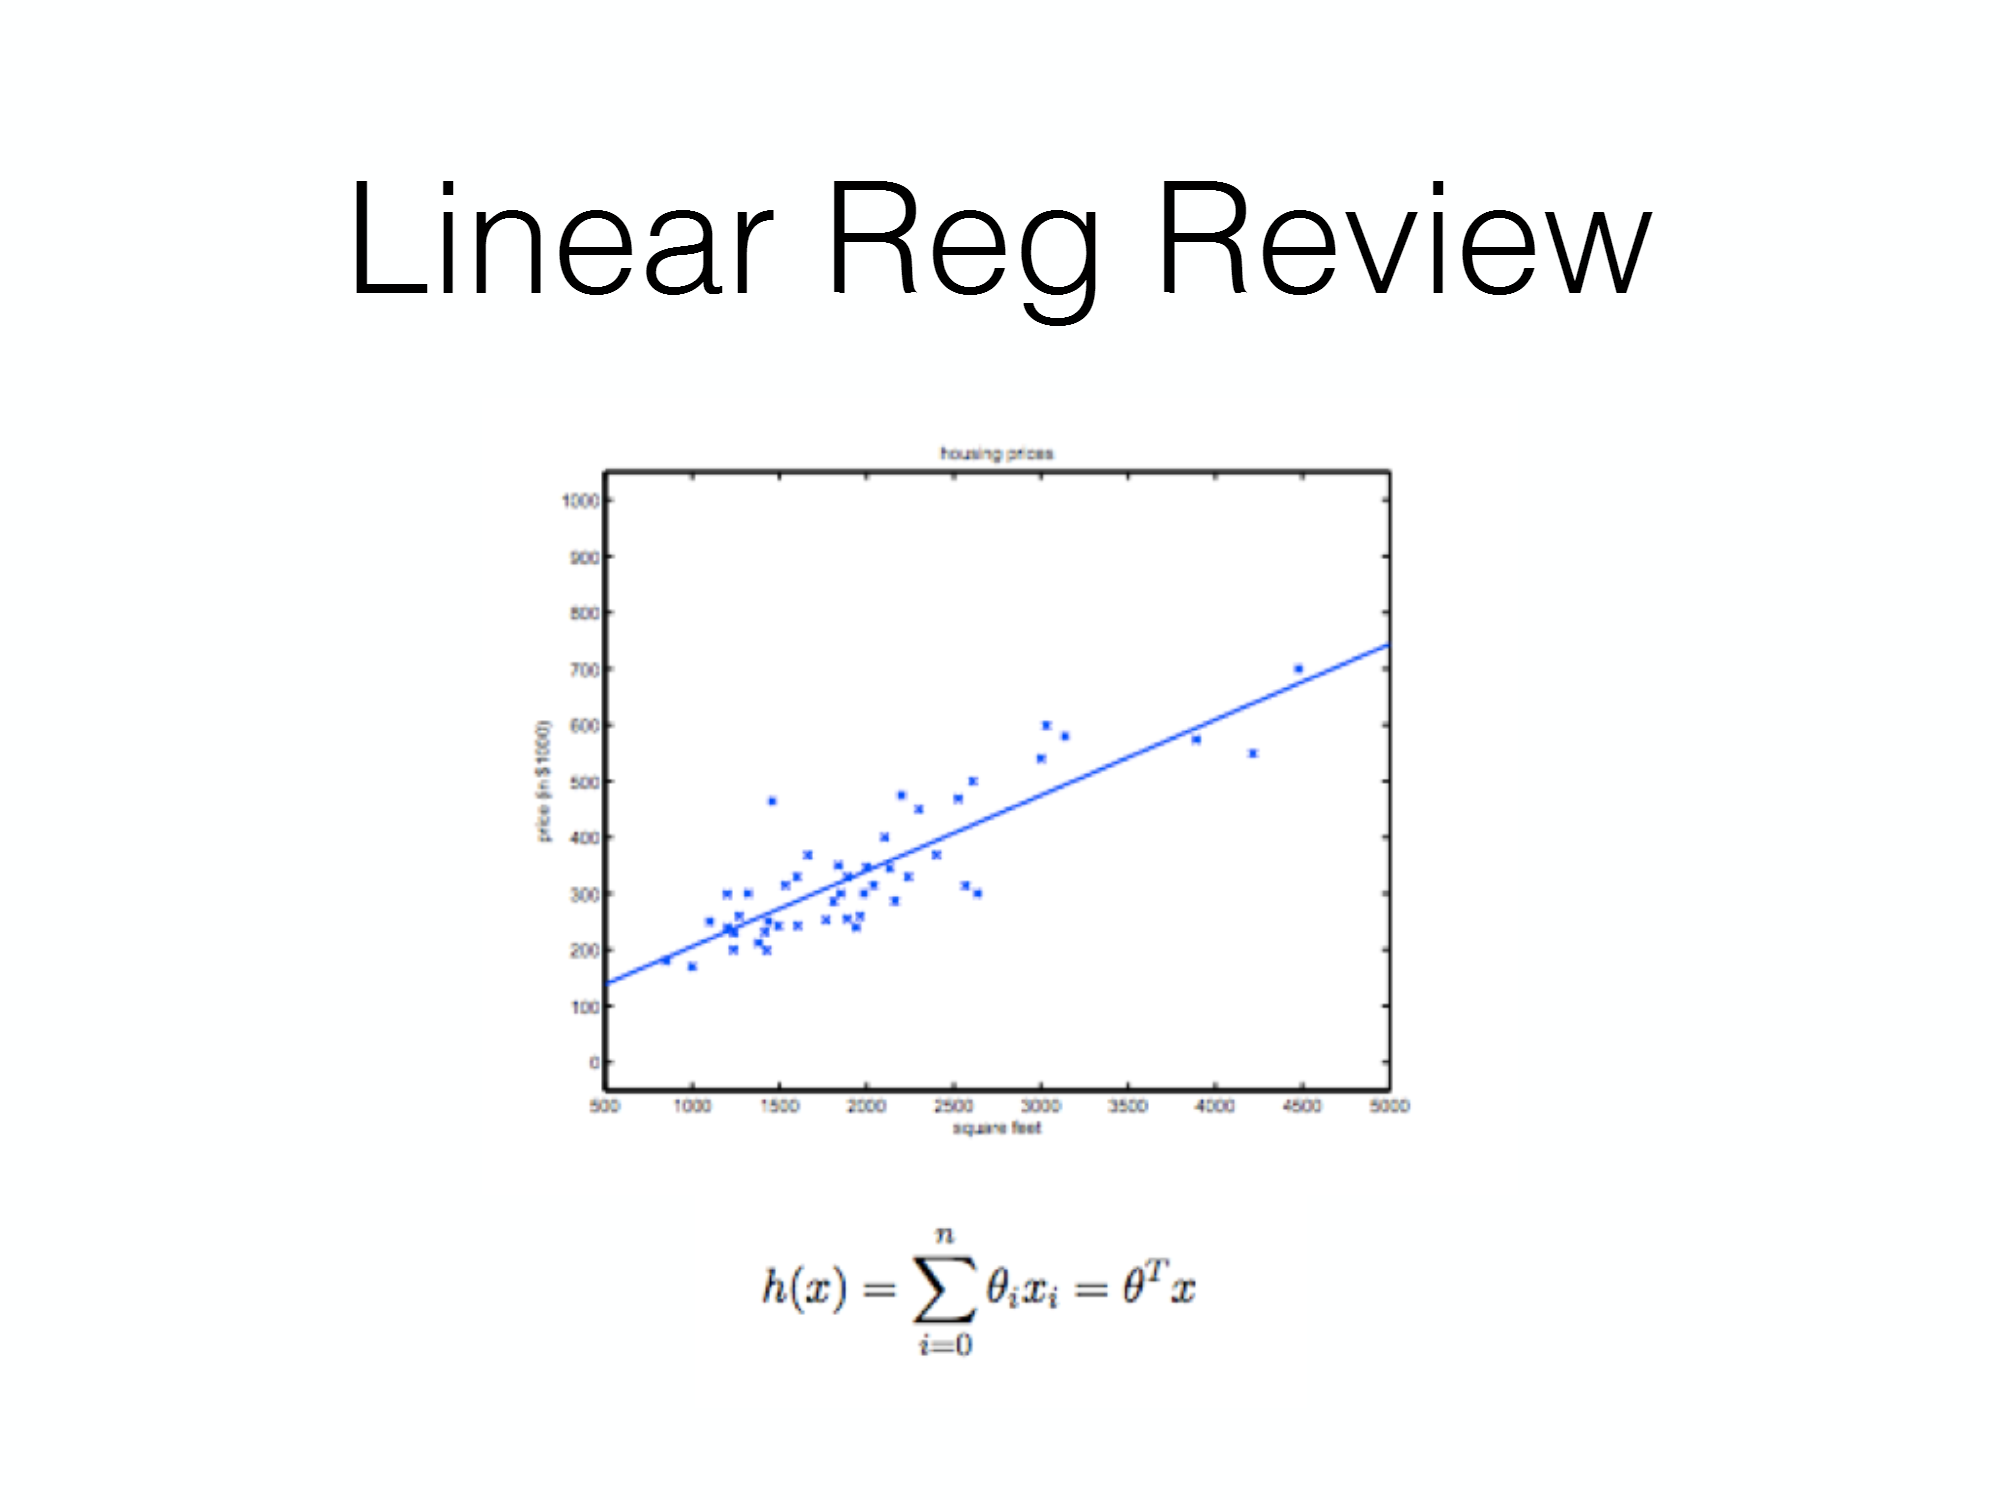 Linear Reg Review
housing prices
1000
900
800
700
600
500
400
300
200
100
0
price (in $1000)
500 1000 1500 2000 2500 3000 3500 4000 4500 5000
square feet
h(x) = \sum_{i=0}^{n} θ_i x_i = θ^T x